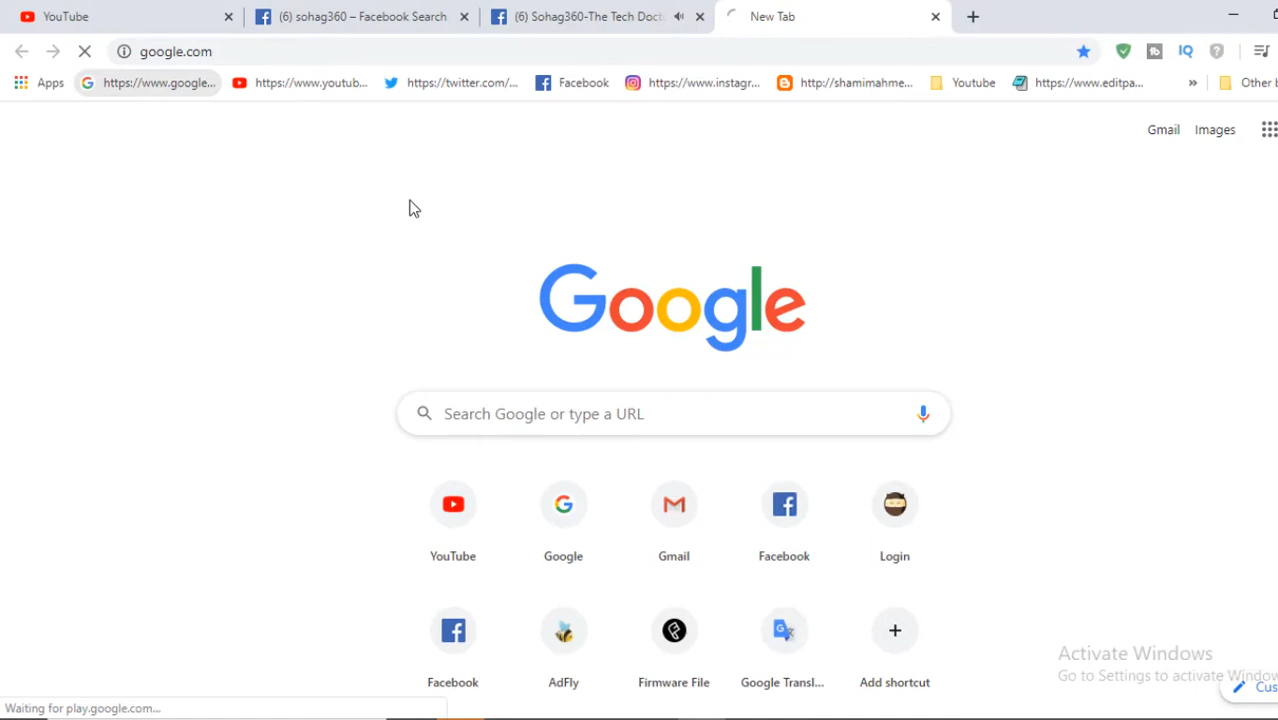 YouTube
(6) sohag360 – Facebook Search
(6) Sohag360-The Tech Doct
New Tab
google.com
IQ
Apps
https://www.google...
https://www.youtub...
https://twitter.com/...
Facebook
https://www.instagr...
http://shamimahme...
Youtube
https://www.editpa...
»
Other b
Gmail
Images
Google
Search Google or type a URL
YouTube
Google
Gmail
Facebook
Login
Facebook
AdFly
Firmware File
Google Transl...
Add shortcut
Activate Windows
Go to Settings to activate Window
Cus
Waiting for play.google.com...